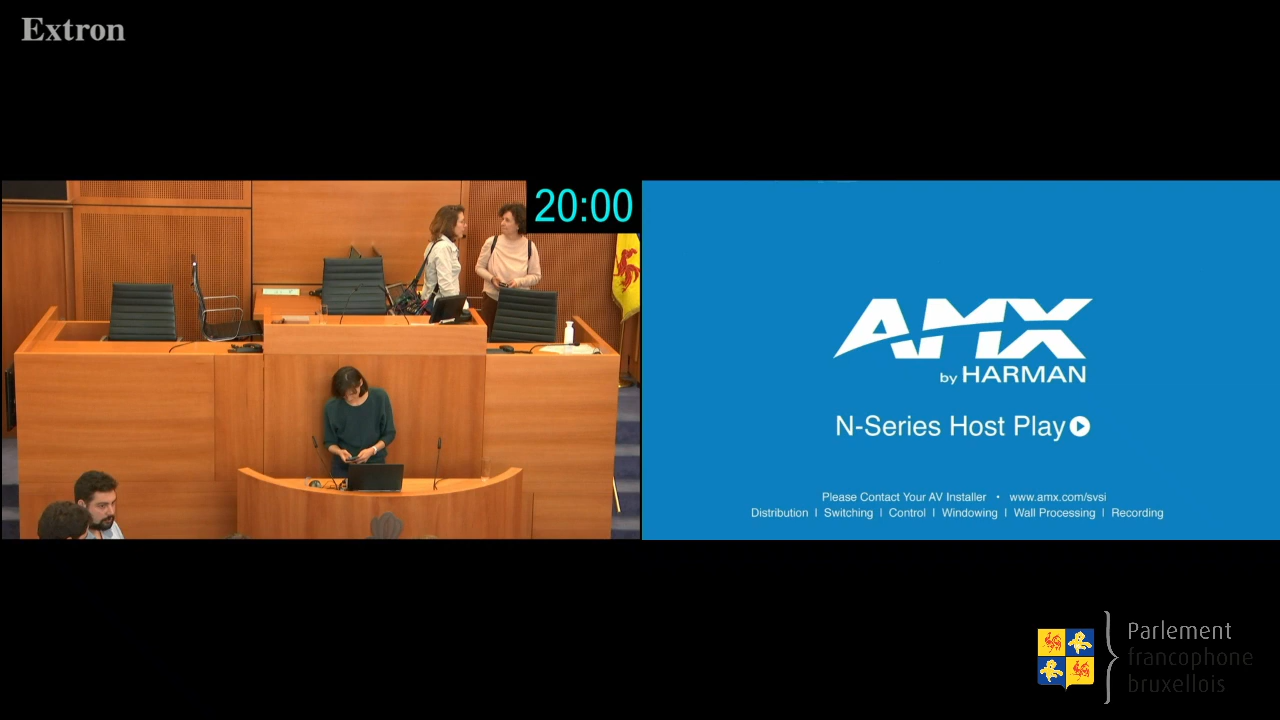 Extron
20:00
AMX
by HARMAN
N-Series Host Play
Please Contact Your AV Installer • www.amx.com/svsi
Distribution | Switching | Control | Windowing | Wall Processing | Recording
Parlement
francophone
bruxellois